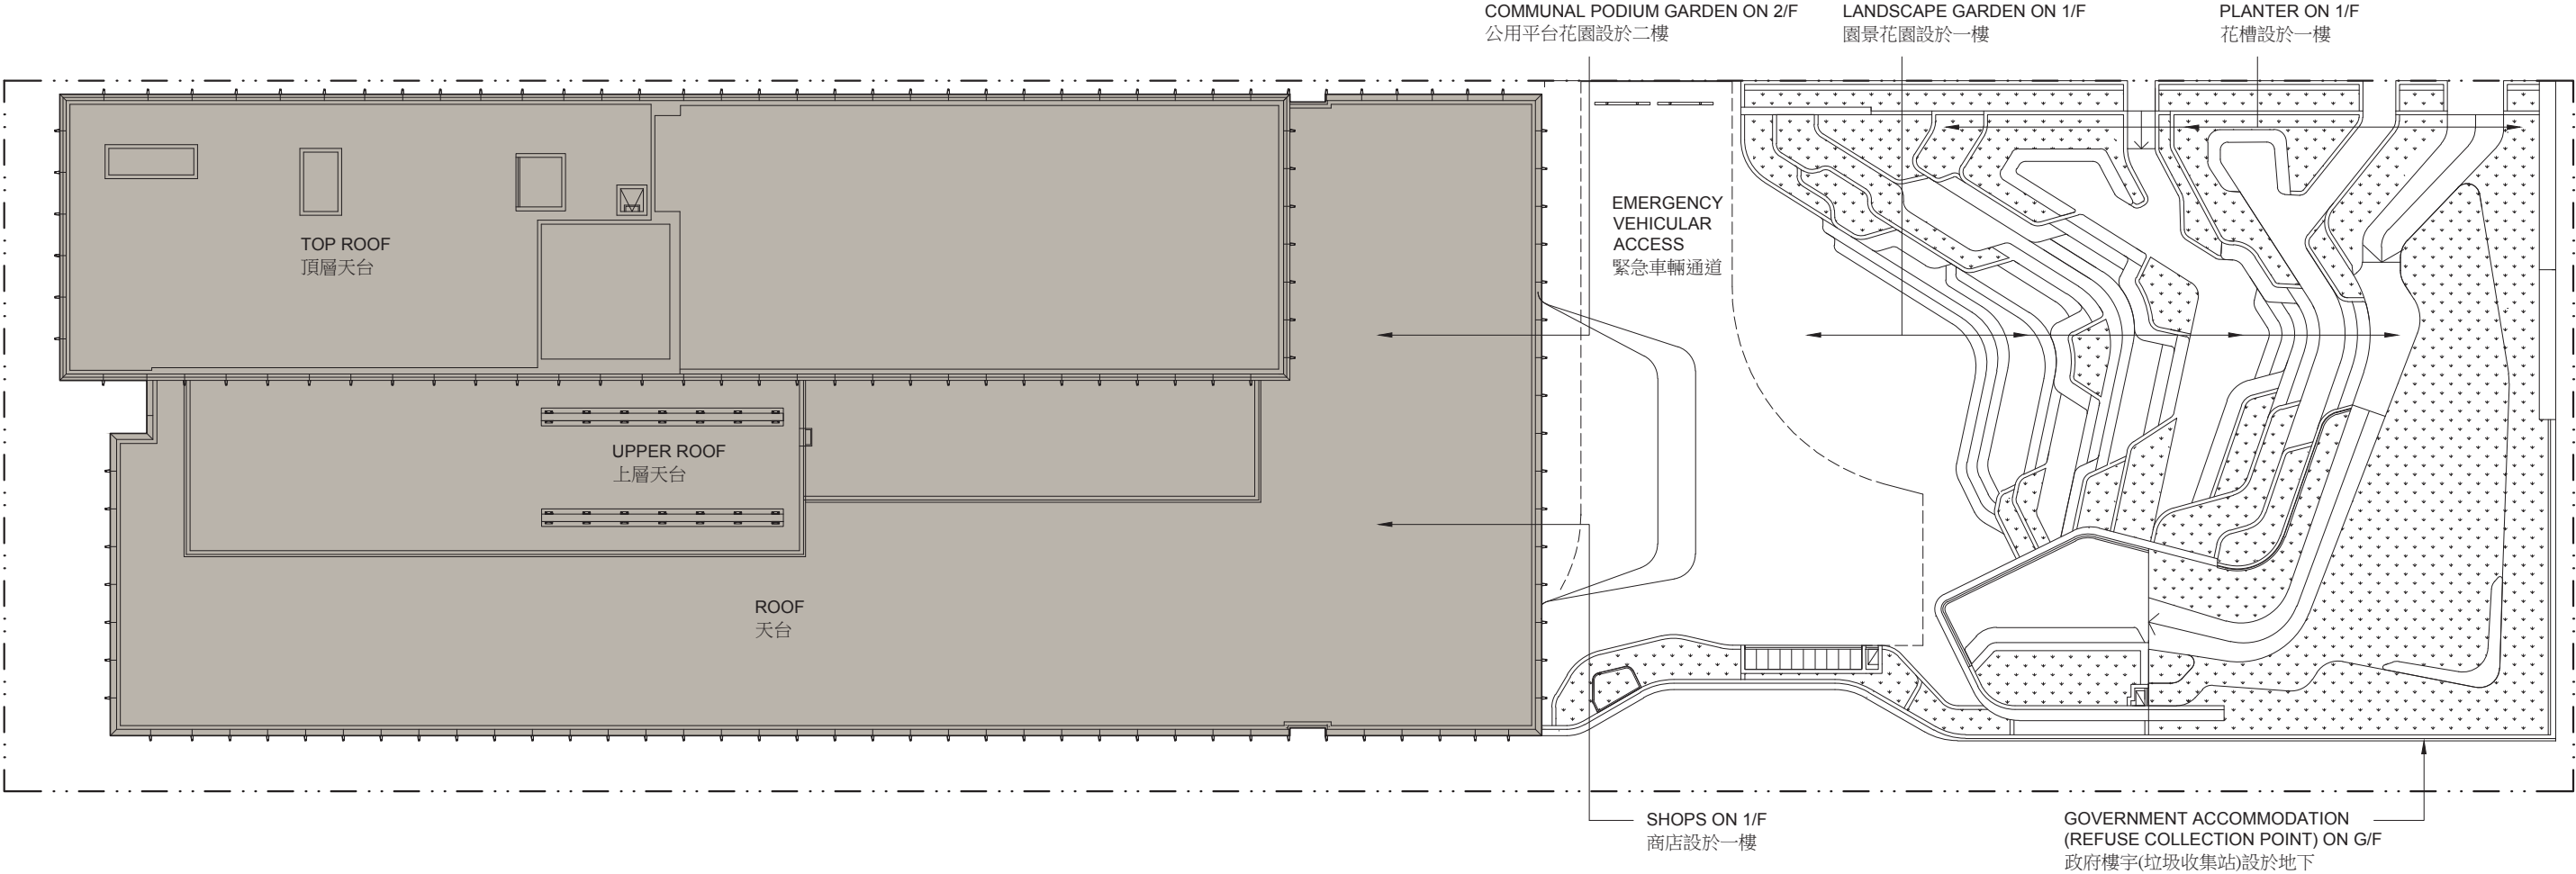 COMMUNAL PODIUM GARDEN ON 2/F
公用平台花園設於二樓
LANDSCAPE GARDEN ON 1/F
園景花園設於一樓
PLANTER ON 1/F
花槽設於一樓
EMERGENCY
VEHICULAR
ACCESS
緊急車輛通道
TOP ROOF
頂層天台
UPPER ROOF
上層天台
ROOF
天台
SHOPS ON 1/F
商店設於一樓
GOVERNMENT ACCOMMODATION
(REFUSE COLLECTION POINT) ON G/F
政府樓宇(垃圾收集站)設於地下